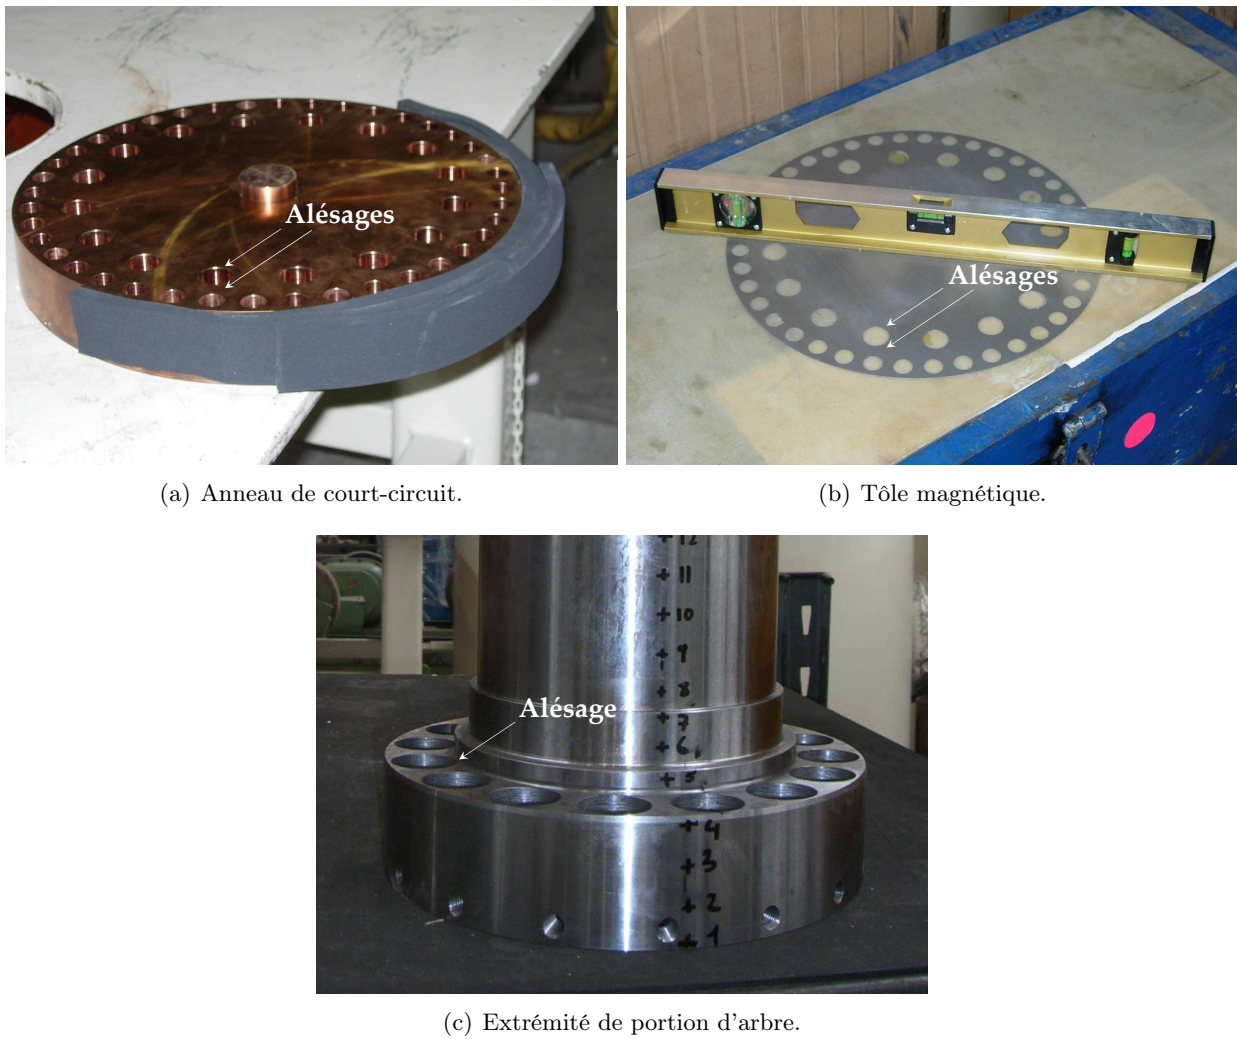 Alésages
Alésages
(a) Anneau de court-circuit.
(b) Tôle magnétique.
+12
+11
+10
+9
+8
Alésage
+7
+6
+5
+4
+3
+2
+1
(c) Extrémité de portion d'arbre.